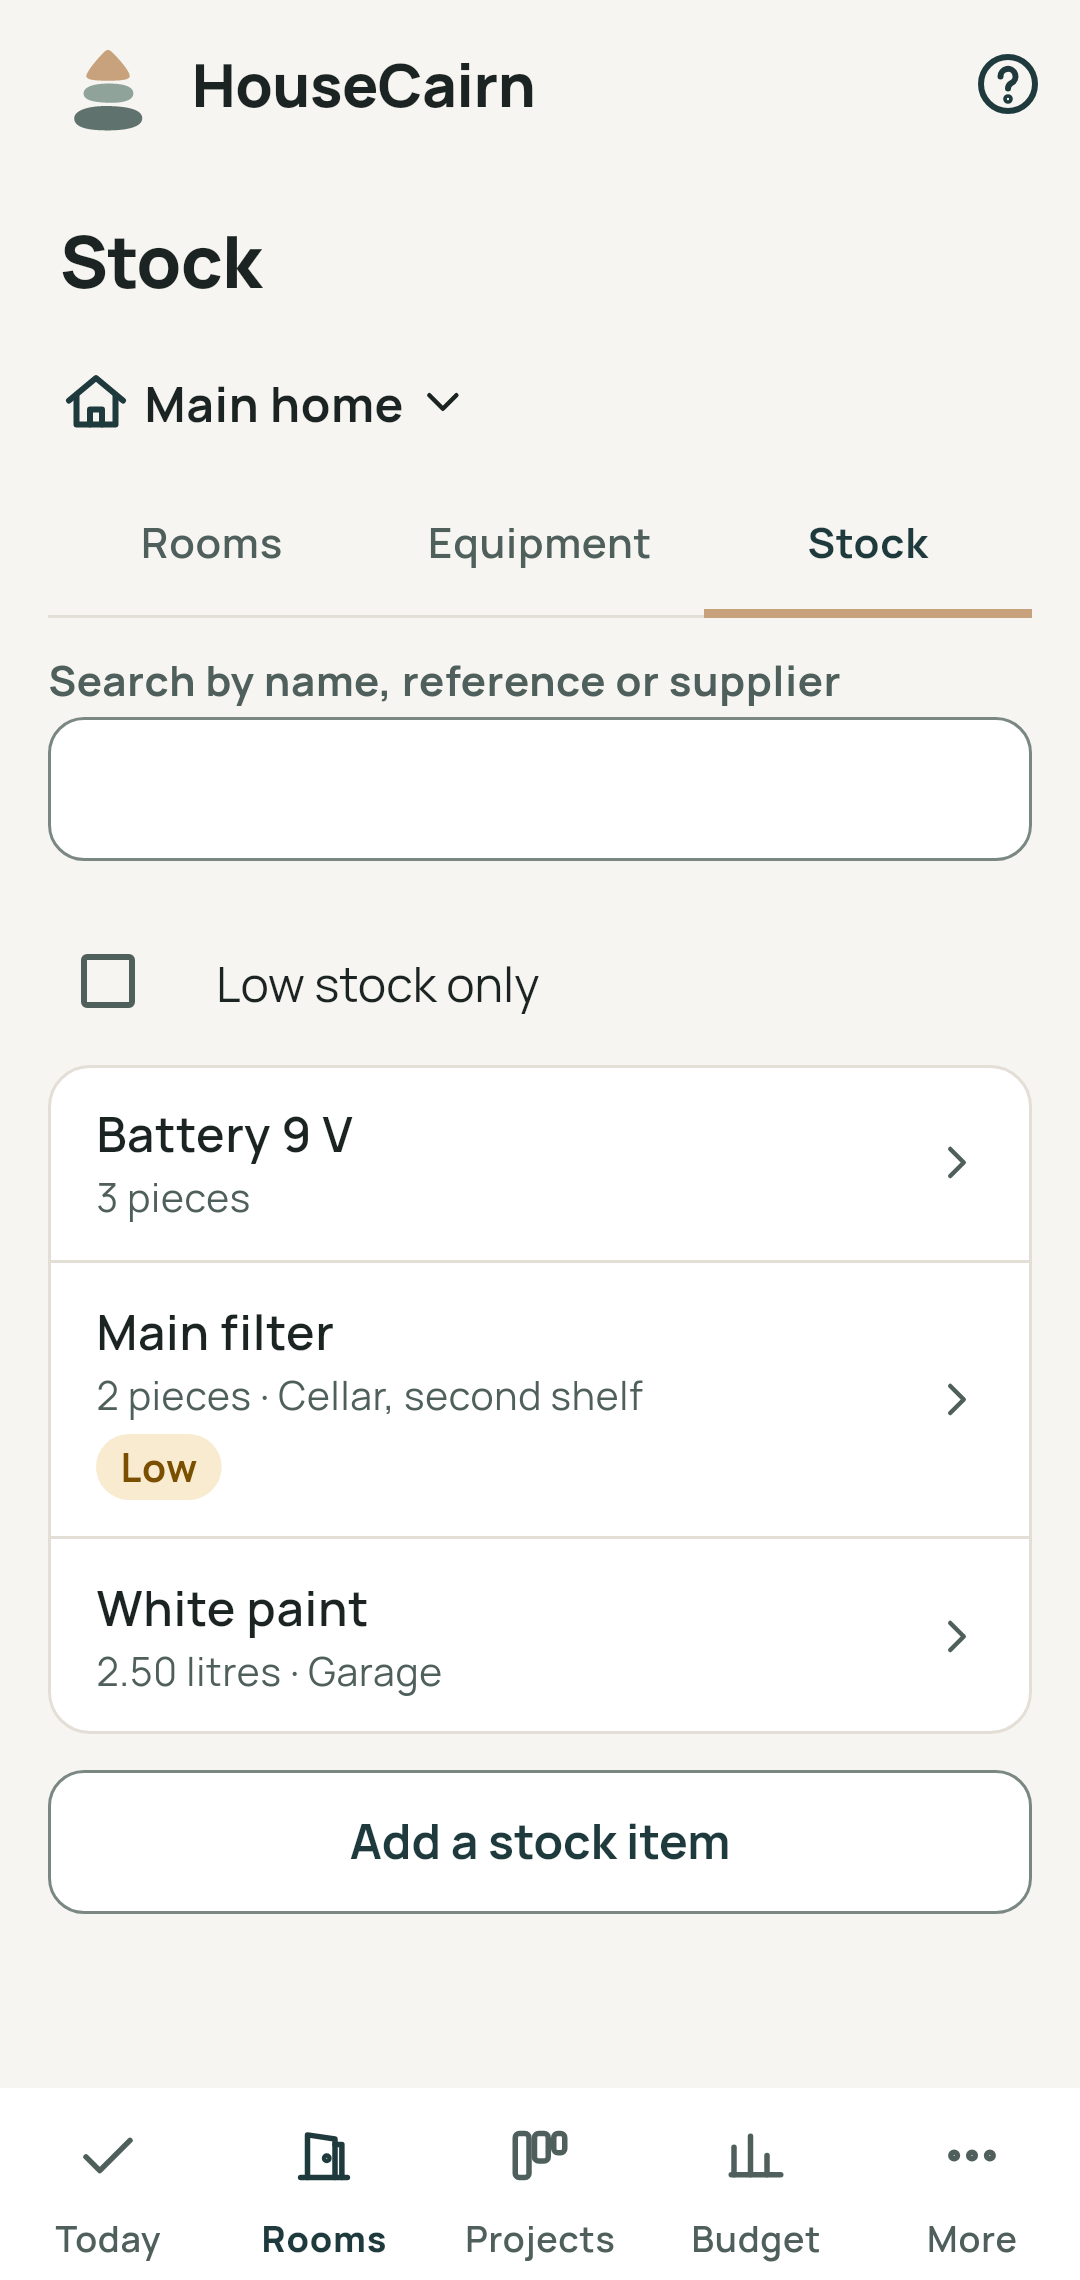 HouseCairn
Stock
Main home
Rooms Equipment Stock
Search by name, reference or supplier
Low stock only
Battery 9 V
3 pieces
Main filter
2 pieces · Cellar, second shelf
Low
White paint
2.50 litres · Garage
Add a stock item
Today Rooms Projects Budget More